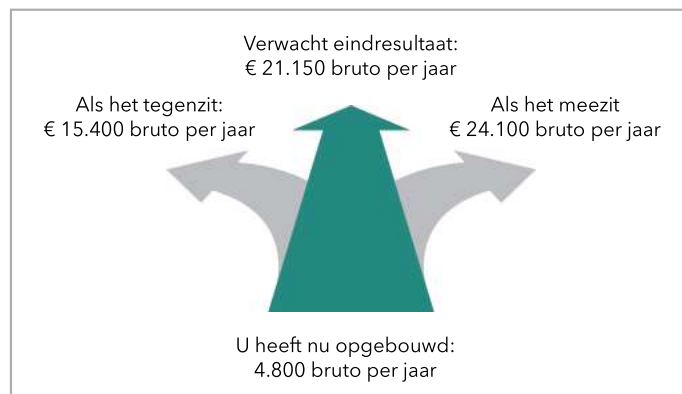 Verwacht eindresultaat:
€ 21.150 bruto per jaar
Als het tegenzit:
€ 15.400 bruto per jaar
Als het meezit
€ 24.100 bruto per jaar
U heeft nu opgebouwd:
4.800 bruto per jaar